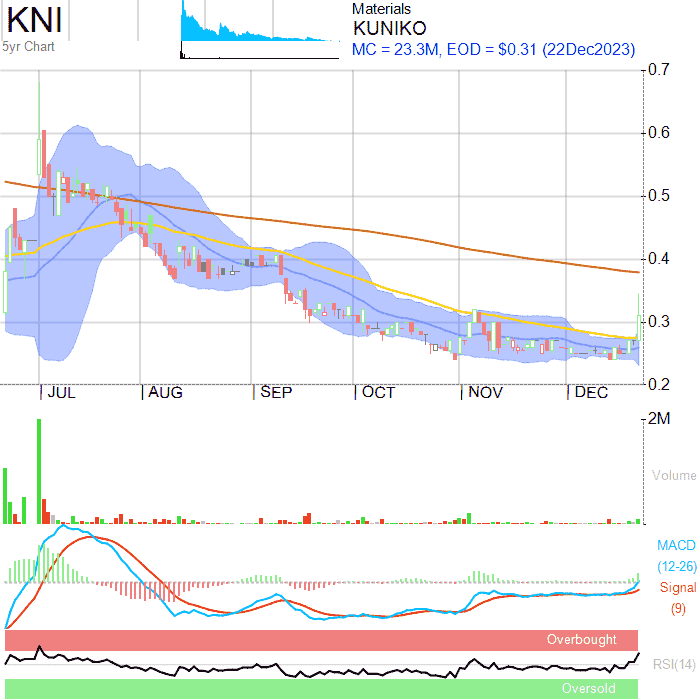 KNI
5yr Chart
Materials
KUNIKO
MC = 23.3M, EOD = $0.31 (22Dec2023)
0.7
0.6
0.5
0.4
0.3
0.2
JUL AUG SEP OCT NOV DEC
2M
Volume
MACD
(12-26)
Signal
(9)
Overbought
RSI(14)
Oversold